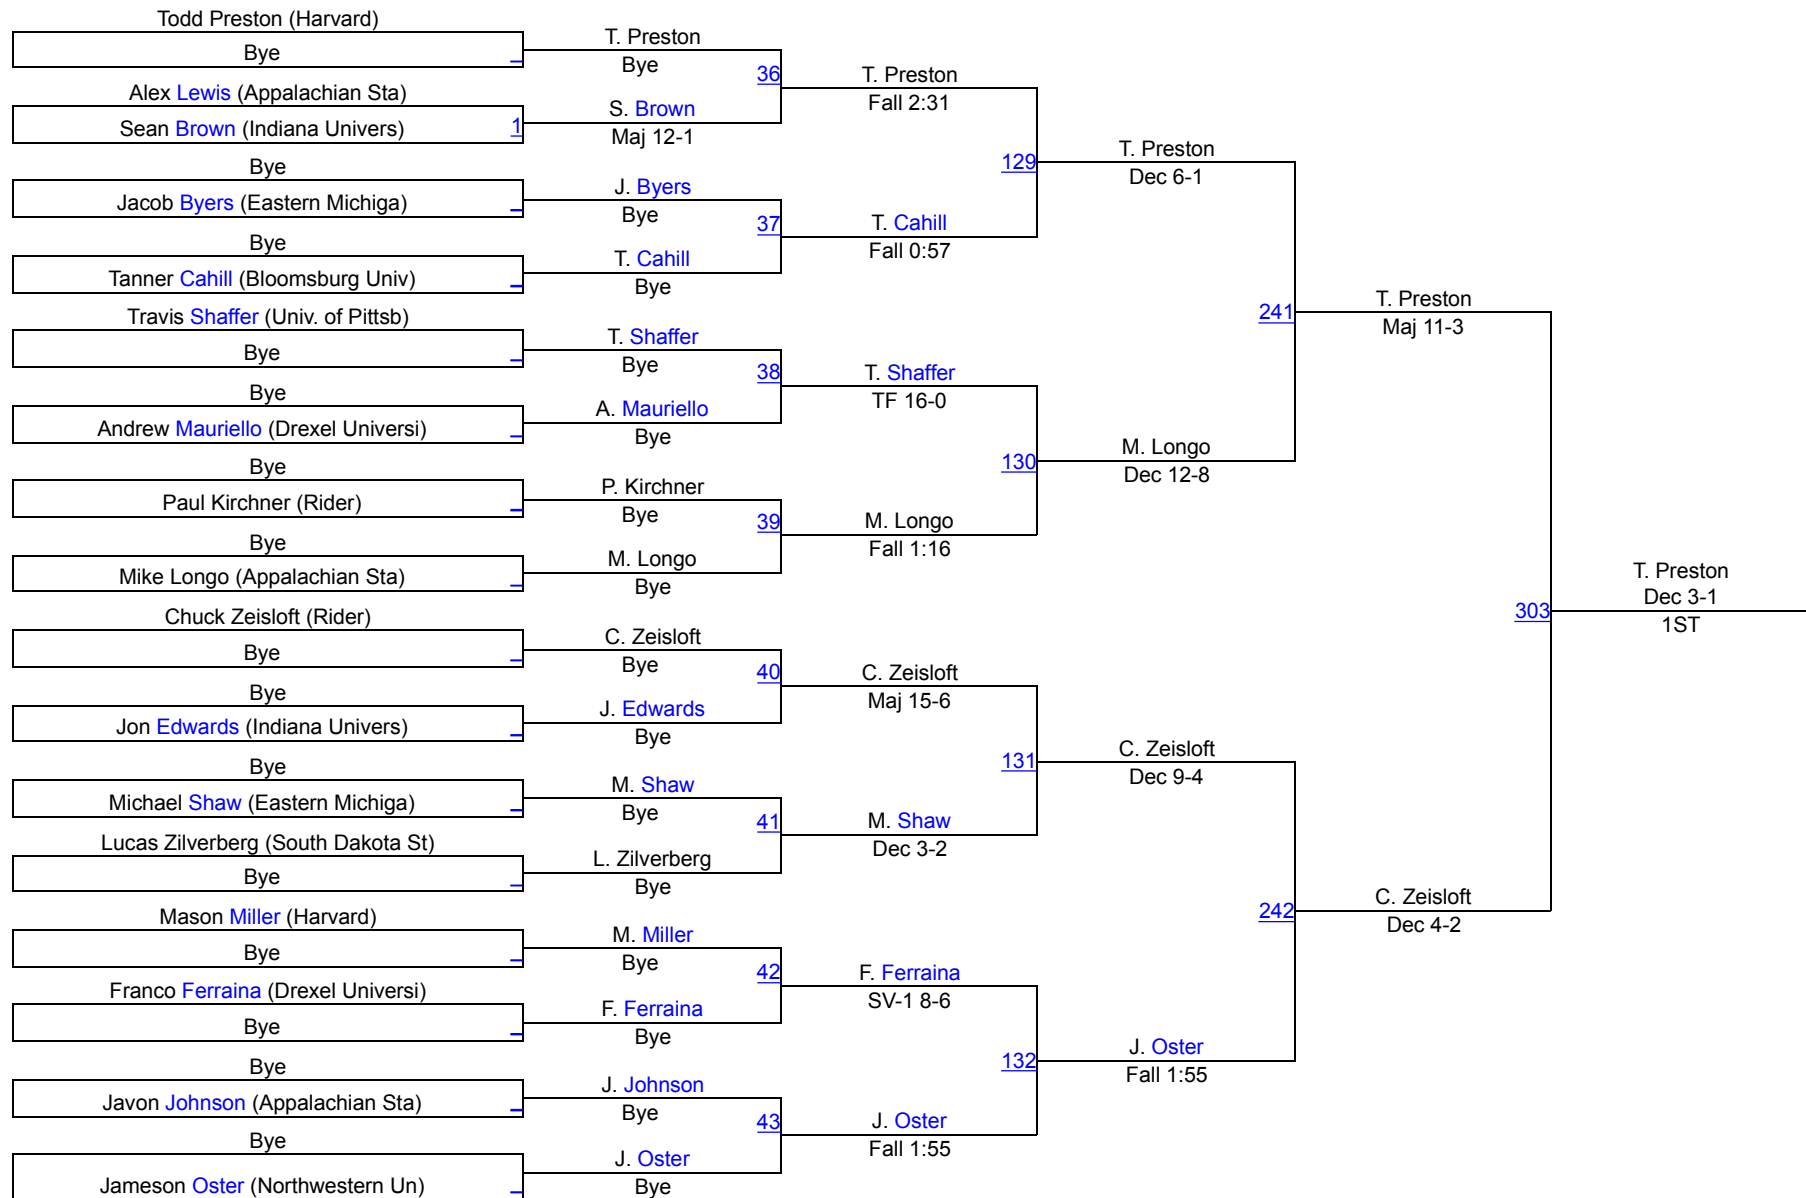 Todd Preston (Harvard)
Bye
Alex Lewis (Appalachian Sta)
Sean Brown (Indiana Univers) 1
Bye
Jacob Byers (Eastern Michiga)
Bye
Tanner Cahill (Bloomsburg Univ)
Travis Shaffer (Univ. of Pittsb)
Bye
Bye
Andrew Mauriello (Drexel Universi)
Bye
Paul Kirchner (Rider)
Bye
Mike Longo (Appalachian Sta)
Chuck Zeisloft (Rider)
Bye
Bye
Jon Edwards (Indiana Univers)
Bye
Michael Shaw (Eastern Michiga)
Lucas Zilverberg (South Dakota St)
Bye
Mason Miller (Harvard)
Bye
Franco Ferraina (Drexel Universi)
Bye
Bye
Javon Johnson (Appalachian Sta)
Bye
Jameson Oster (Northwestern Un)
T. Preston
Bye
36
S. Brown
Maj 12-1
J. Byers
Bye
37
T. Cahill
Bye
T. Shaffer
Bye
38
A. Mauriello
Bye
P. Kirchner
Bye
39
M. Longo
Bye
C. Zeisloft
Bye
40
J. Edwards
Bye
M. Shaw
Bye
41
L. Zilverberg
Bye
M. Miller
Bye
42
F. Ferraina
Bye
J. Johnson
Bye
43
J. Oster
Bye
T. Preston
Fall 2:31
129
T. Cahill
Fall 0:57
T. Shaffer
TF 16-0
130
M. Longo
Fall 1:16
C. Zeisloft
Maj 15-6
131
M. Shaw
Dec 3-2
F. Ferraina
SV-1 8-6
132
J. Oster
Fall 1:55
T. Preston
Dec 6-1
241
M. Longo
Dec 12-8
C. Zeisloft
Dec 9-4
242
J. Oster
Fall 1:55
T. Preston
Maj 11-3
303
C. Zeisloft
Dec 4-2
T. Preston
Dec 3-1
1ST